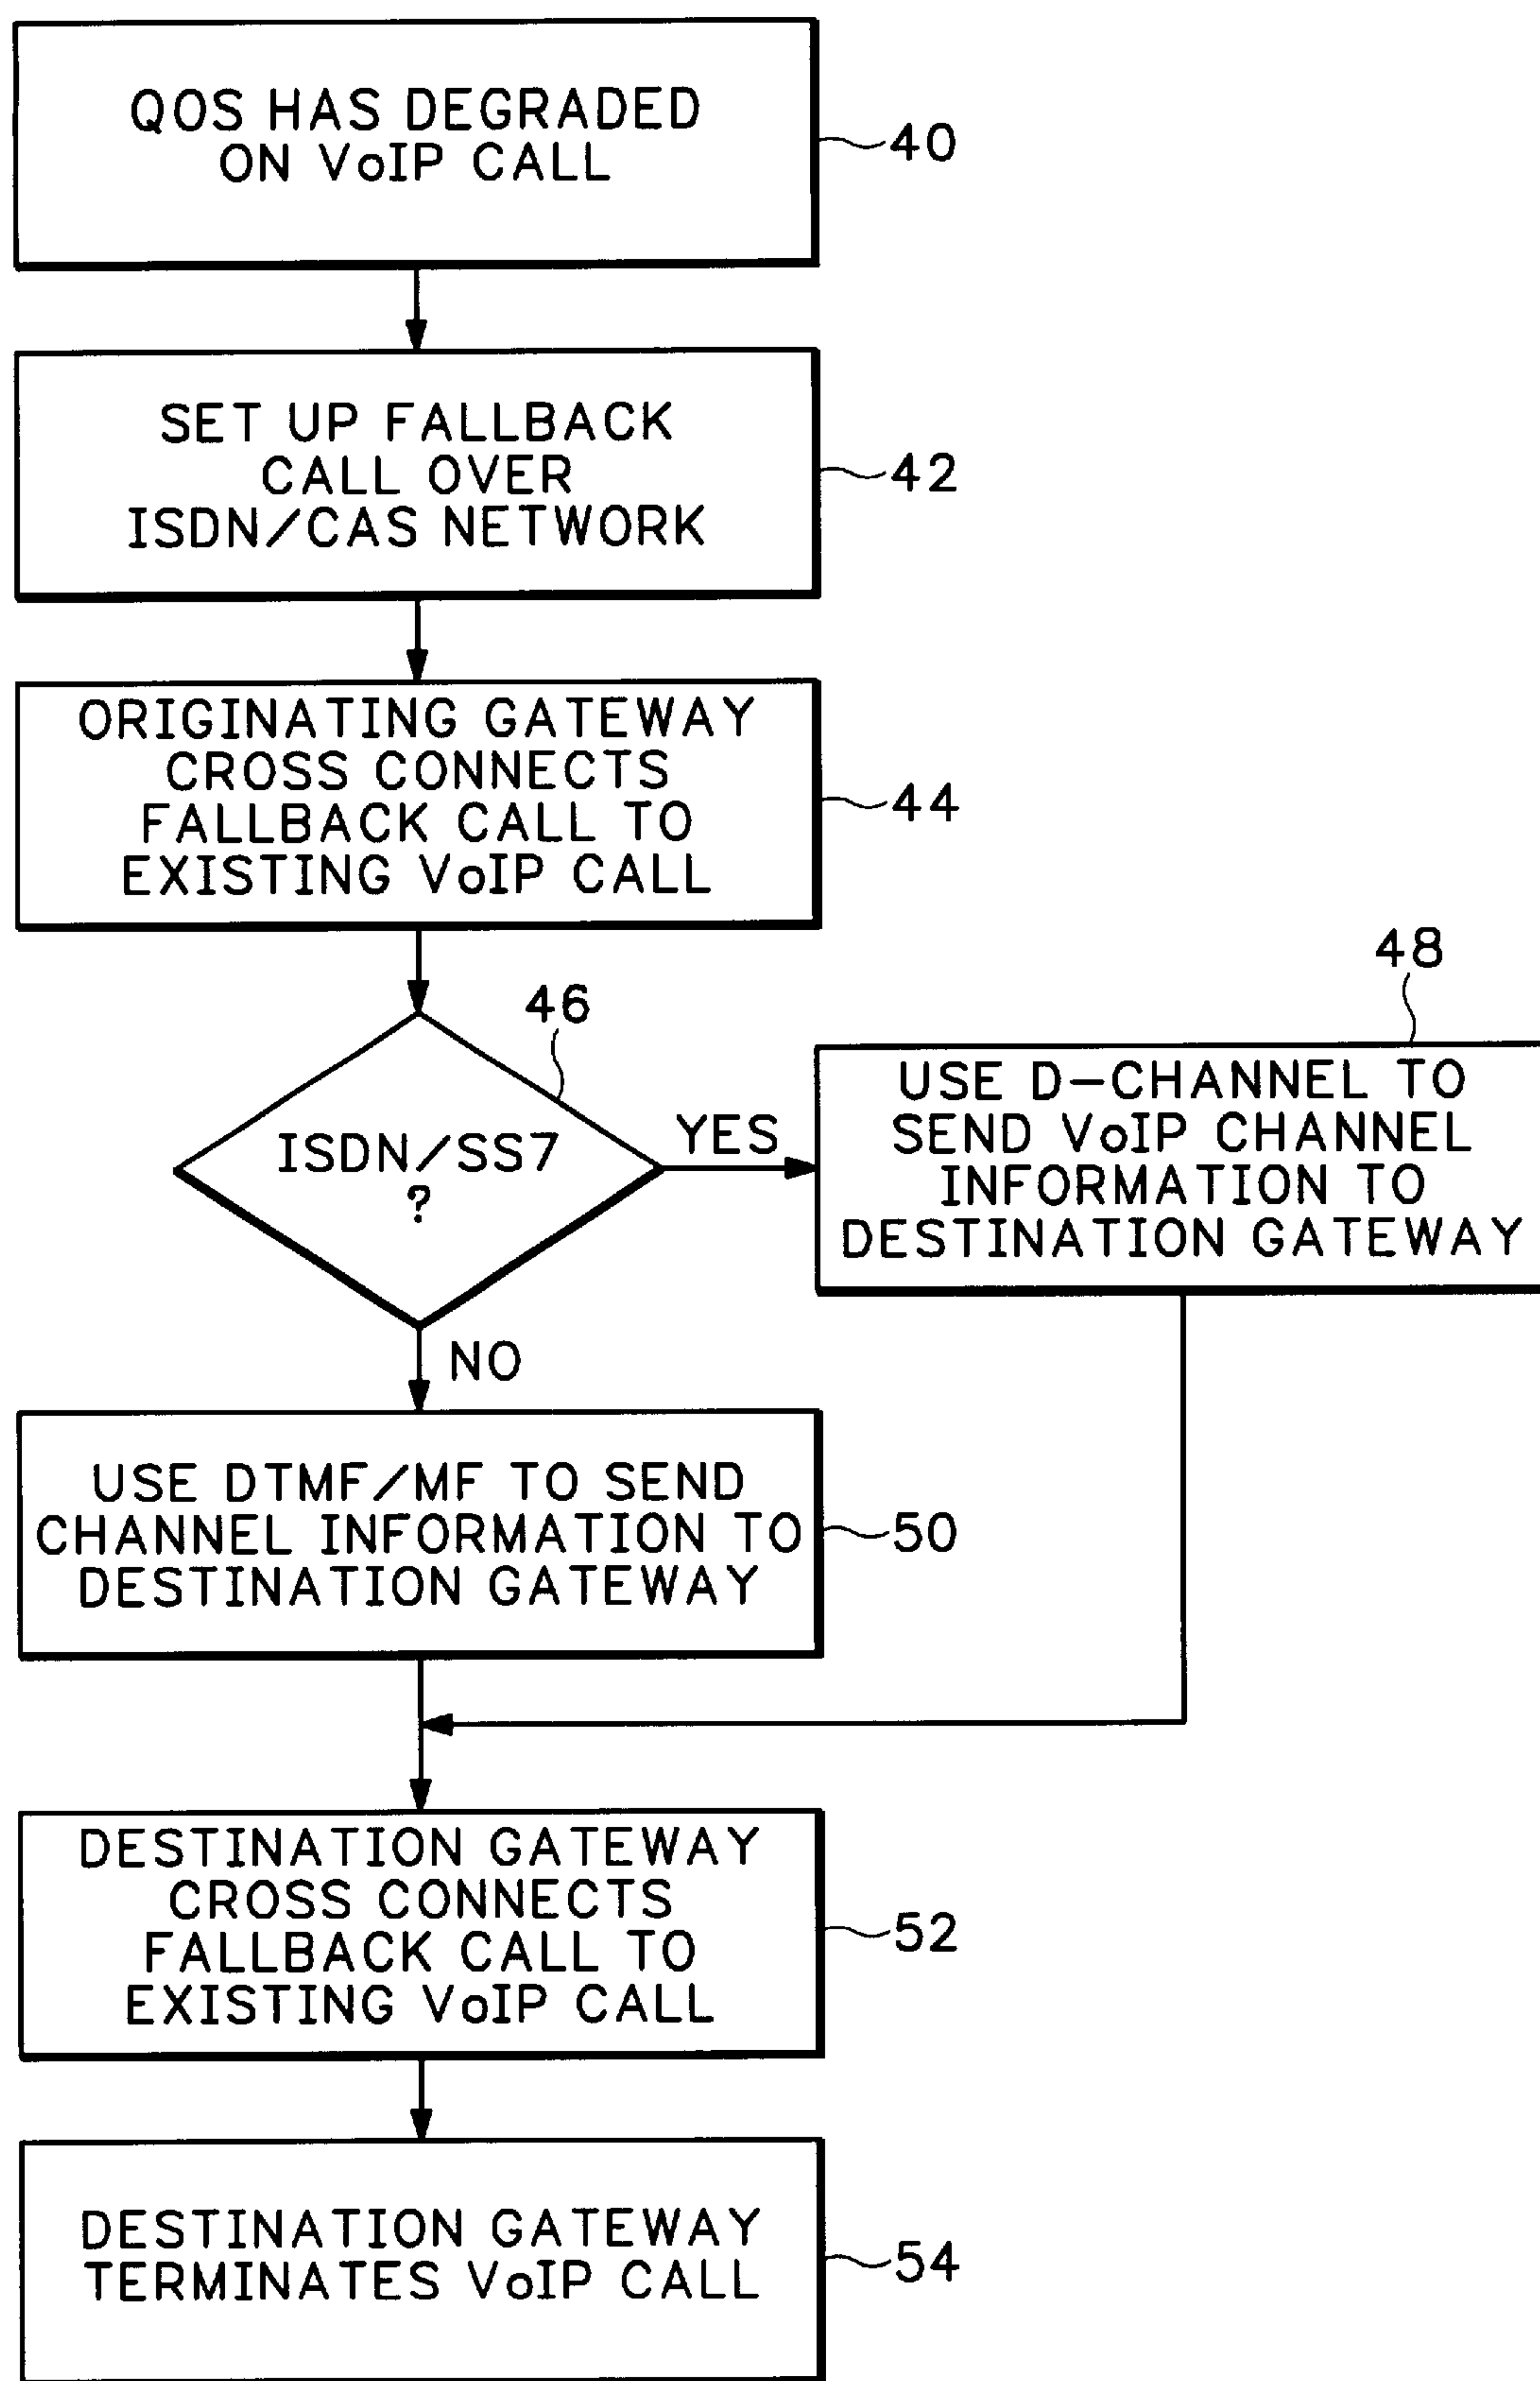 QOS HAS DEGRADED
ON VoIP CALL
40
SET UP FALLBACK
CALL OVER
ISDN/CAS NETWORK
42
ORIGINATING GATEWAY
CROSS CONNECTS
FALLBACK CALL TO
EXISTING VoIP CALL
44
46
ISDN/SS7
?
YES
48
USE D-CHANNEL TO
SEND VoIP CHANNEL
INFORMATION TO
DESTINATION GATEWAY
NO
USE DTMF/MF TO SEND
CHANNEL INFORMATION TO
DESTINATION GATEWAY
50
DESTINATION GATEWAY
CROSS CONNECTS
FALLBACK CALL TO
EXISTING VoIP CALL
52
DESTINATION GATEWAY
TERMINATES VoIP CALL
54